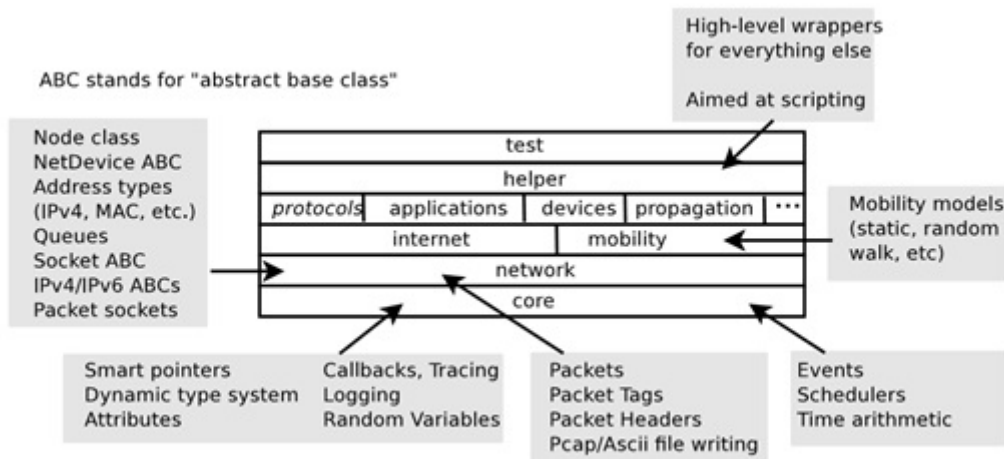 High-level wrappers
for everything else
Aimed at scripting
ABC stands for "abstract base class"
Node class
NetDevice ABC
Address types
(IPv4, MAC, etc.)
Queues
Socket ABC
IPv4/IPv6 ABCs
Packet sockets
test
helper
protocols applications devices propagation ...
internet mobility
network
core
Mobility models
(static, random
walk, etc)
Smart pointers
Dynamic type system
Attributes
Callbacks, Tracing
Logging
Random Variables
Packets
Packet Tags
Packet Headers
Pcap/Ascii file writing
Events
Schedulers
Time arithmetic